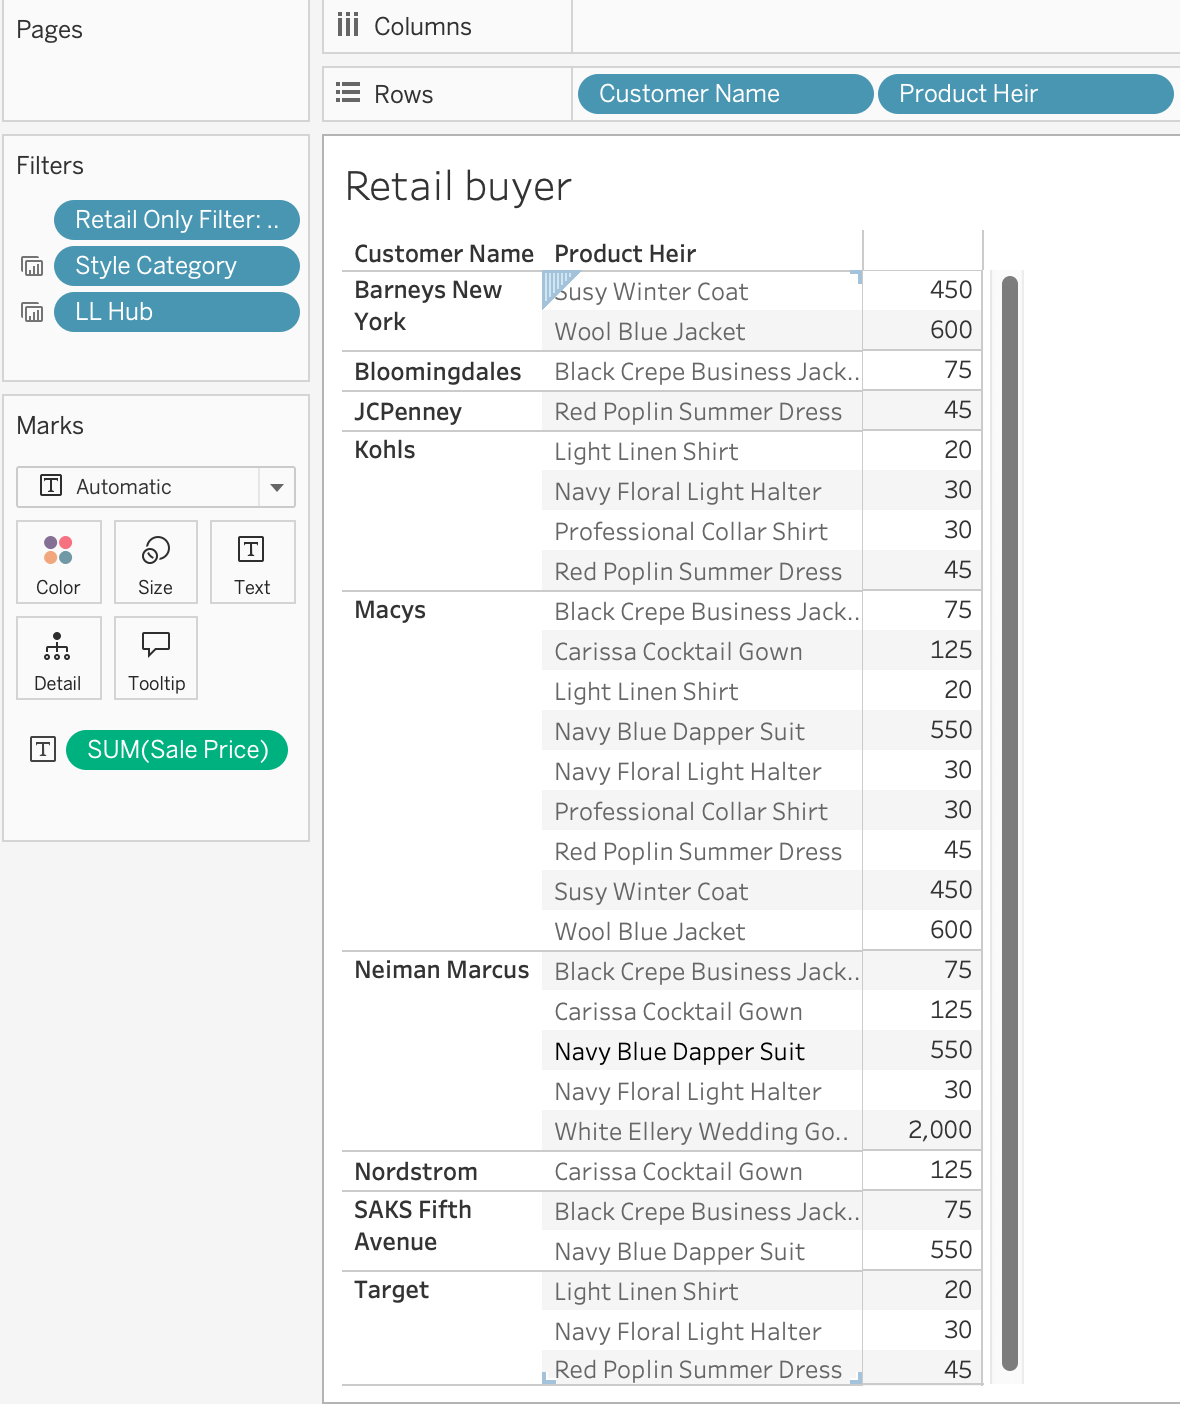 Pages
Columns
Rows
Customer Name
Product Heir
Filters
Retail Only Filter: ..
Style Category
LL Hub
Marks
Automatic
Color
Size
Text
Detail
Tooltip
SUM(Sale Price)
Retail buyer
Customer Name Product Heir
Barneys New York Susy Winter Coat 450
Wool Blue Jacket 600
Bloomingdales Black Crepe Business Jack.. 75
JCPenney Red Poplin Summer Dress 45
Kohls Light Linen Shirt 20
Navy Floral Light Halter 30
Professional Collar Shirt 30
Red Poplin Summer Dress 45
Macys Black Crepe Business Jack.. 75
Carissa Cocktail Gown 125
Light Linen Shirt 20
Navy Blue Dapper Suit 550
Navy Floral Light Halter 30
Professional Collar Shirt 30
Red Poplin Summer Dress 45
Susy Winter Coat 450
Wool Blue Jacket 600
Neiman Marcus Black Crepe Business Jack.. 75
Carissa Cocktail Gown 125
Navy Blue Dapper Suit 550
Navy Floral Light Halter 30
White Ellery Wedding Go.. 2,000
Nordstrom Carissa Cocktail Gown 125
SAKS Fifth Avenue Black Crepe Business Jack.. 75
Navy Blue Dapper Suit 550
Target Light Linen Shirt 20
Navy Floral Light Halter 30
Red Poplin Summer Dress 45